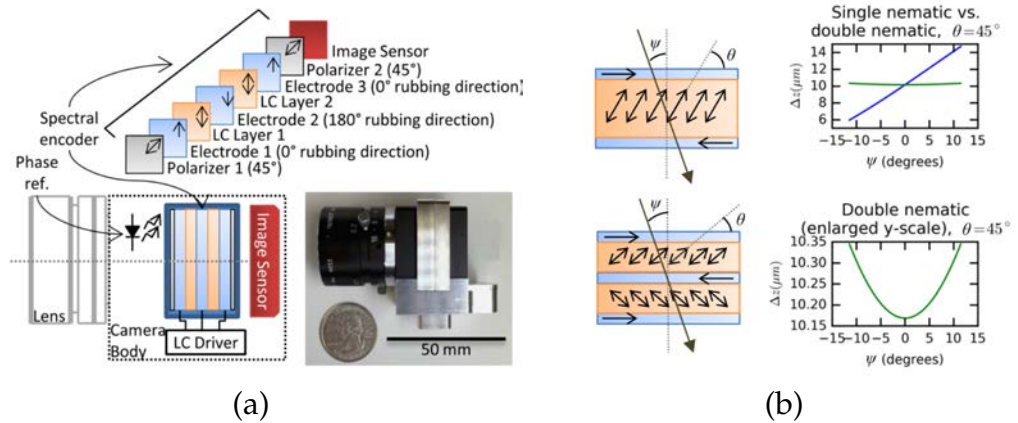 Image Sensor
Polarizer 2 (45°)
Electrode 3 (0° rubbing direction)
LC Layer 2
Electrode 2 (180° rubbing direction)
LC Layer 1
Electrode 1 (0° rubbing direction)
Polarizer 1 (45°)
Spectral
encoder
Phase
ref.
Image Sensor
Lens
Camera
Body
LC Driver
50 mm
(a)
ψ
θ
Single nematic vs.
double nematic, θ=45°
Δz(μm)
14
12
10
8
6
−15−10 −5 0 5 10 15
ψ (degrees)
ψ
θ
Double nematic
(enlarged y-scale), θ=45°
Δz(μm)
10.35
10.30
10.25
10.20
10.15
−15−10 −5 0 5 10 15
ψ (degrees)
(b)